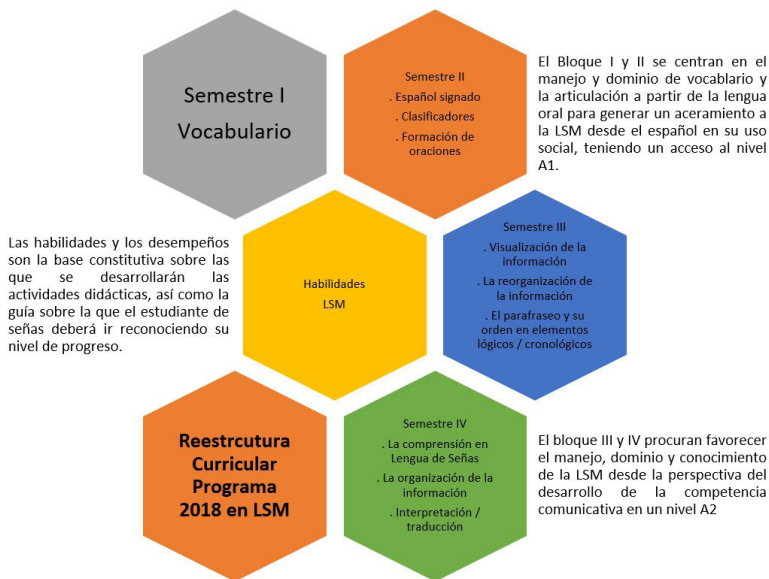 Semestre I
Vocabulario
Semestre II
. Español signado
. Clasificadores
. Formación de
oraciones
El Bloque I y II se centran en el
manejo y dominio de vocablario y
la articulación a partir de la lengua
oral para generar un aceramiento a
la LSM desde el español en su uso
social, teniendo un acceso al nivel
A1.
Las habilidades y los desempeños
son la base constitutiva sobre las
que se desarrollarán las
actividades didácticas, así como la
guía sobre la que el estudiante de
señas deberá ir reconociendo su
nivel de progreso.
Habilidades
LSM
Semestre III
. Visualización de la
información
. La reorganización de
la información
. El parafraseo y su
orden en elementos
lógicos / cronológicos
Reestrcutura
Curricular
Programa
2018 en LSM
Semestre IV
. La comprensión en
Lengua de Señas
. La organización de la
información
. Interpretación /
traducción
El bloque III y IV procuran favorecer
el manejo, dominio y conocimiento
de la LSM desde la perspectiva del
desarrollo de la competencia
comunicativa en un nivel A2